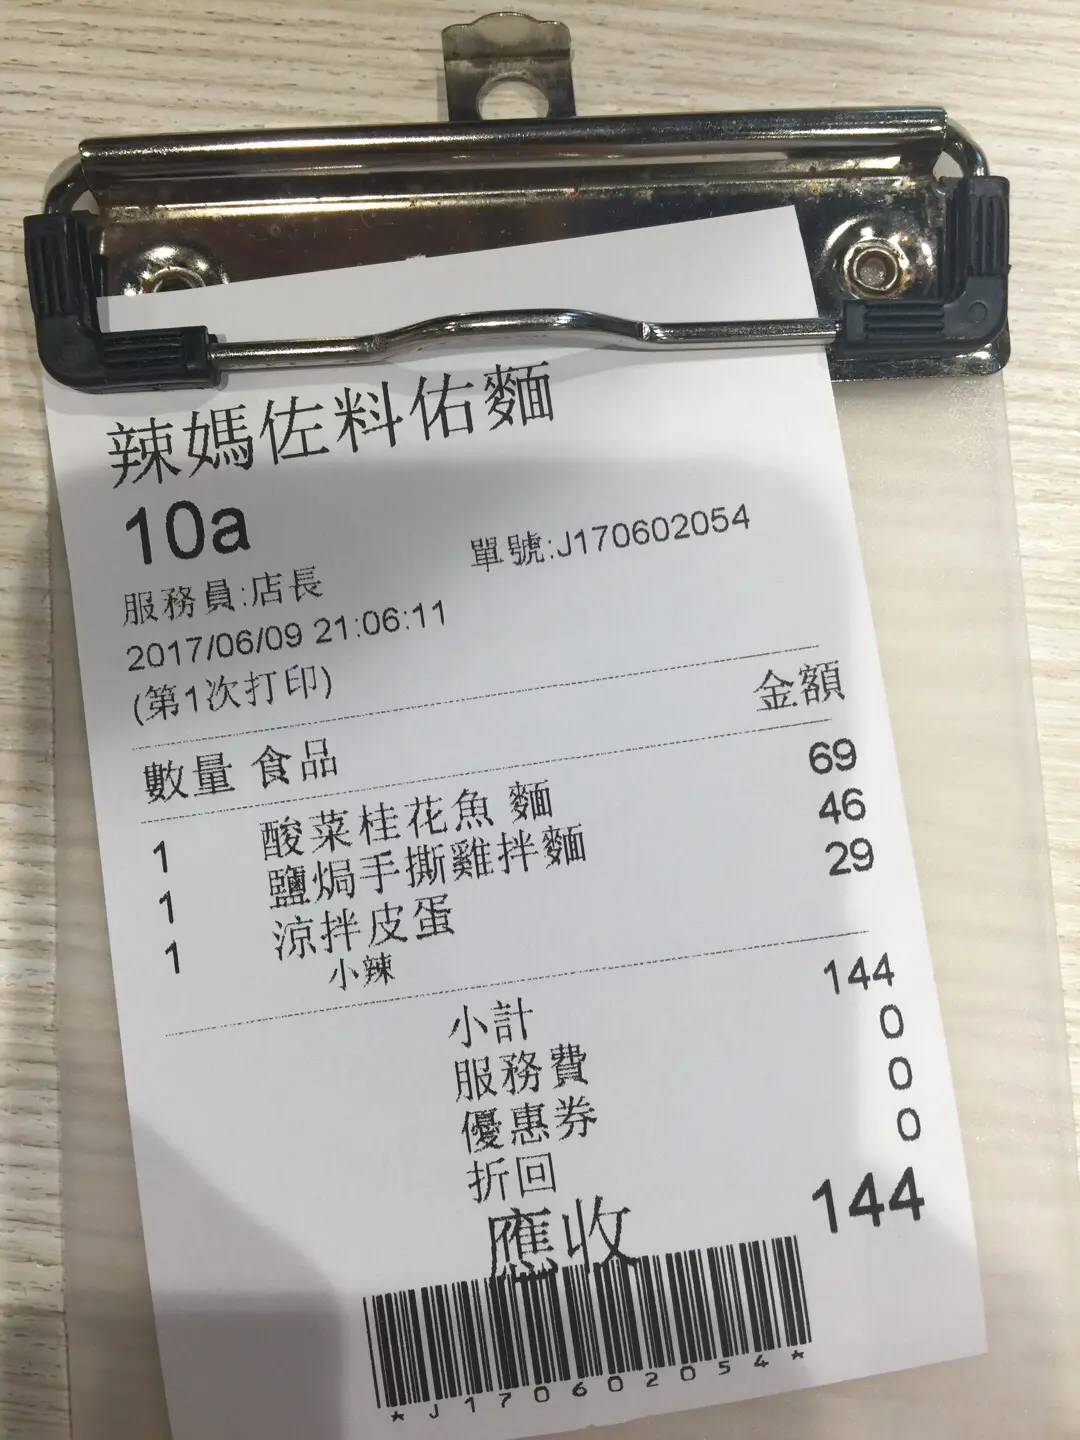 辣媽佐料佑麵
10a
單號:J170602054
服務員:店長
2017/06/09 21:06:11
(第1次打印)
數量 食品 金額
1 酸菜桂花魚 麵 69
1 鹽焗手撕雞拌麵 46
1 涼拌皮蛋 29
小辣
小計 144
服務費 0
優惠券 0
折回 0
應收 144
*J170602054*